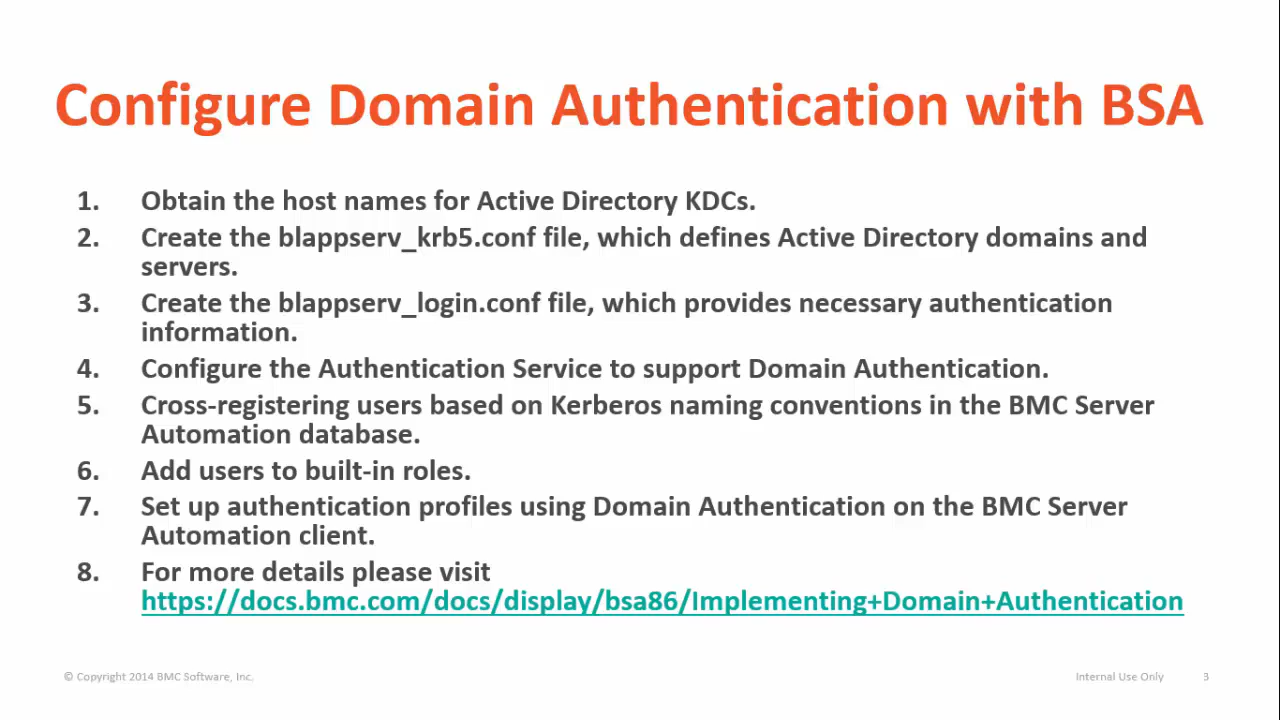 Configure Domain Authentication with BSA
1. Obtain the host names for Active Directory KDCs.
2. Create the blappserv_krb5.conf file, which defines Active Directory domains and
servers.
3. Create the blappserv_login.conf file, which provides necessary authentication
information.
4. Configure the Authentication Service to support Domain Authentication.
5. Cross-registering users based on Kerberos naming conventions in the BMC Server
Automation database.
6. Add users to built-in roles.
7. Set up authentication profiles using Domain Authentication on the BMC Server
Automation client.
8. For more details please visit
https://docs.bmc.com/docs/display/bsa86/Implementing+Domain+Authentication
© Copyright 2014 BMC Software, Inc. Internal Use Only 3